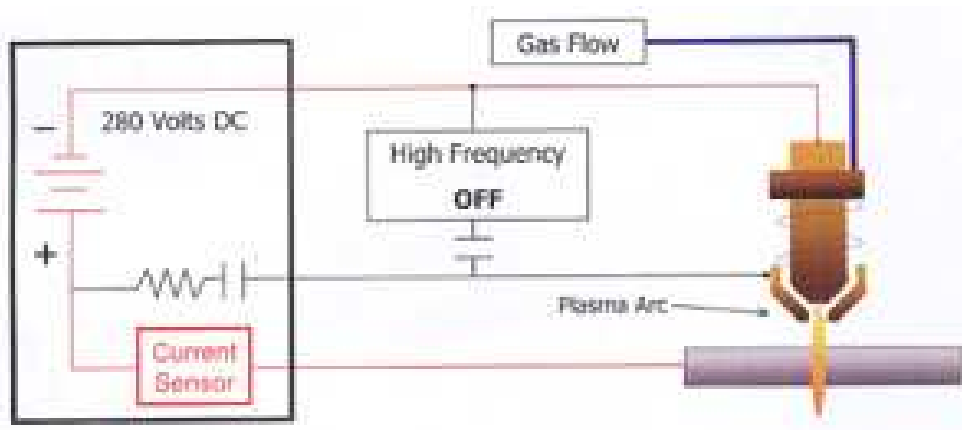 Gas Flow
280 Volts DC
−
High Frequency
OFF
+
Plasma Arc
Current
Sensor